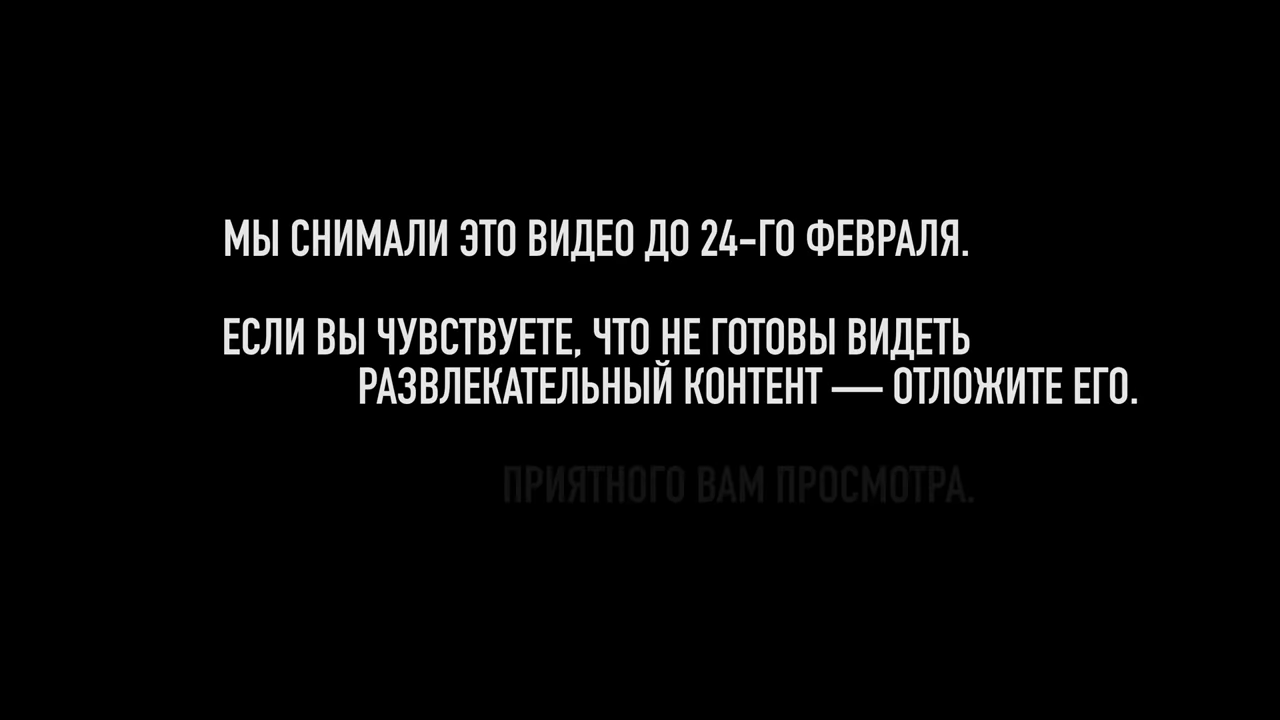 МЫ СНИМАЛИ ЭТО ВИДЕО ДО 24-ГО ФЕВРАЛЯ.
ЕСЛИ ВЫ ЧУВСТВУЕТЕ, ЧТО НЕ ГОТОВЫ ВИДЕТЬ
РАЗВЛЕКАТЕЛЬНЫЙ КОНТЕНТ — ОТЛОЖИТЕ ЕГО.
ПРИЯТНОГО ВАМ ПРОСМОТРА.